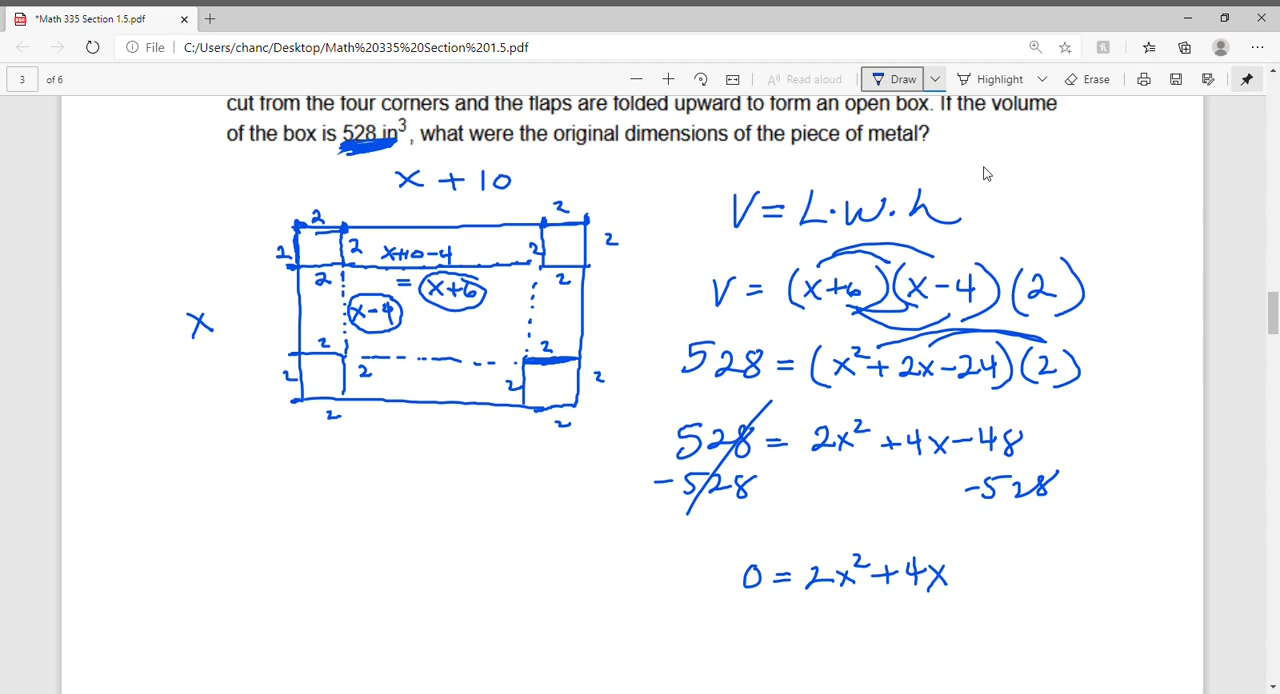 *Math 335 Section 1.5.pdf
File
C:/Users/chanc/Desktop/Math%20335%20Section%201.5.pdf
3 of 6
Read aloud
Draw
Highlight
Erase
cut from the four corners and the flaps are folded upward to form an open box. If the volume
of the box is 528 in³, what were the original dimensions of the piece of metal?
x + 10
2 2
2 2 x+10-4 2 2
2 = x+6 2
x-4
x
2 2
2 2 2 2
2 2
V = L·W·h
V = (x+6)(x-4)(2)
528 = (x²+2x-24)(2)
528 = 2x²+4x-48
-528 -528
0 = 2x²+4x